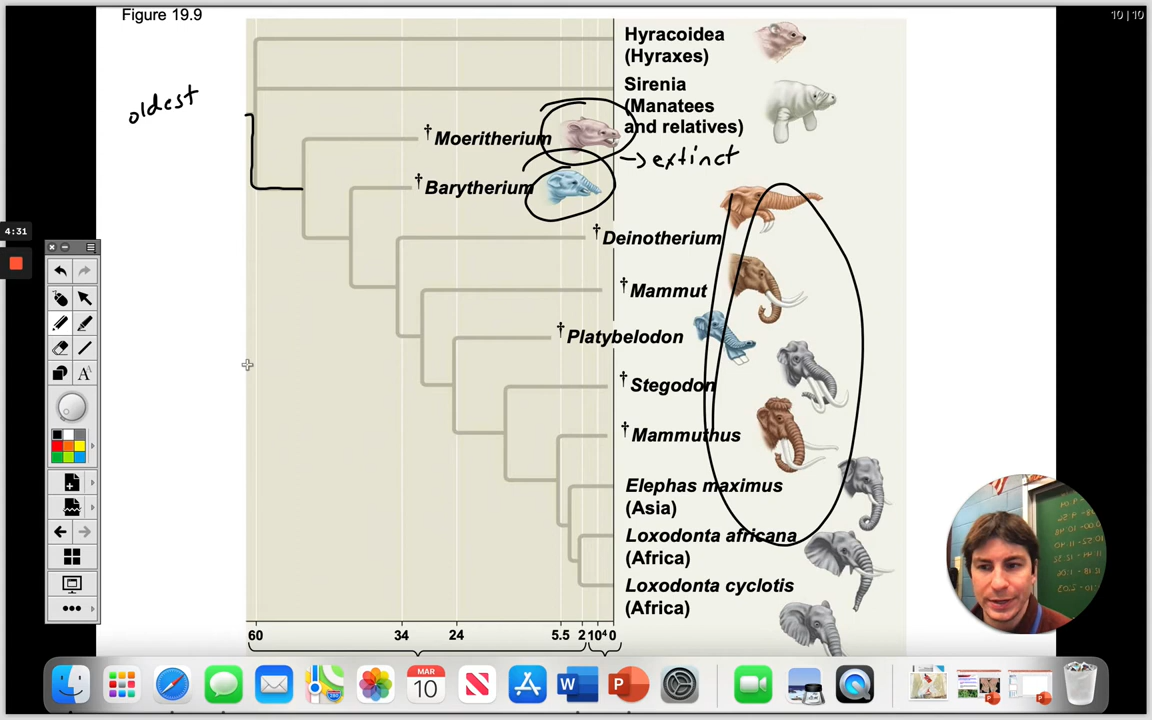 Figure 19.9
10 | 10
Hyracoidea
(Hyraxes)
oldest
Sirenia
(Manatees
and relatives)
†Moeritherium
→ extinct
†Barytherium
4:31
†Deinotherium
†Mammut
†Platybelodon
A
†Stegodon
†Mammuthus
Elephas maximus
(Asia)
Loxodonta africana
(Africa)
Loxodonta cyclotis
(Africa)
60 34 24 5.5 2 10⁴ 0
MAR
10
W
P